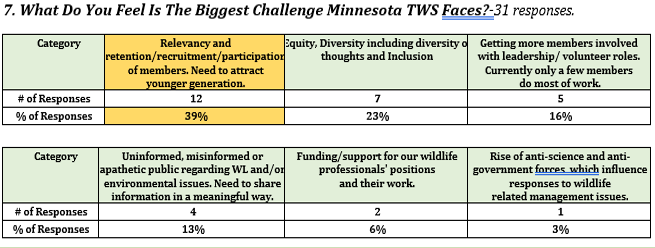 7. What Do You Feel Is The Biggest Challenge Minnesota TWS Faces?-31 responses.
Category
Relevancy and
retention/recruitment/participation
of members. Need to attract
younger generation.
Equity, Diversity including diversity o
thoughts and Inclusion
Getting more members involved
with leadership/ volunteer roles.
Currently only a few members
do most of work.
# of Responses 12 7 5
% of Responses 39% 23% 16%
Category
Uninformed, misinformed or
apathetic public regarding WL and/or
environmental issues. Need to share
information in a meaningful way.
Funding/support for our wildlife
professionals' positions
and their work.
Rise of anti-science and anti-
government forces which influence
responses to wildlife
related management issues.
# of Responses 4 2 1
% of Responses 13% 6% 3%